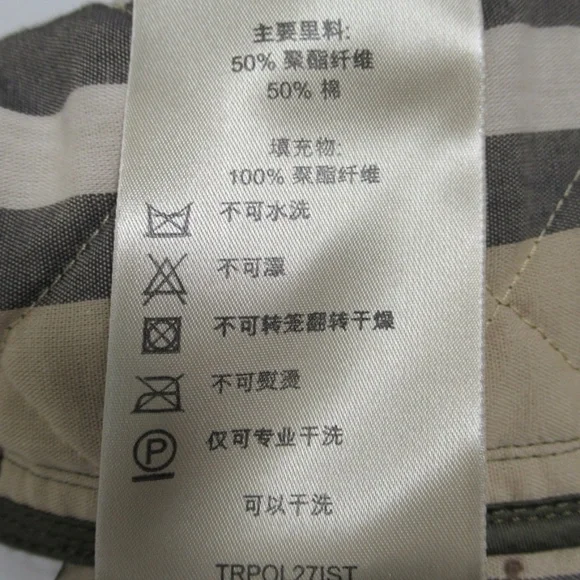 主要里料:
50% 聚酯纤维
50% 棉
填充物:
100% 聚酯纤维
不可水洗
不可漂
不可转笼翻转干燥
不可熨烫
P 仅可专业干洗
可以干洗
TRPOL27IST